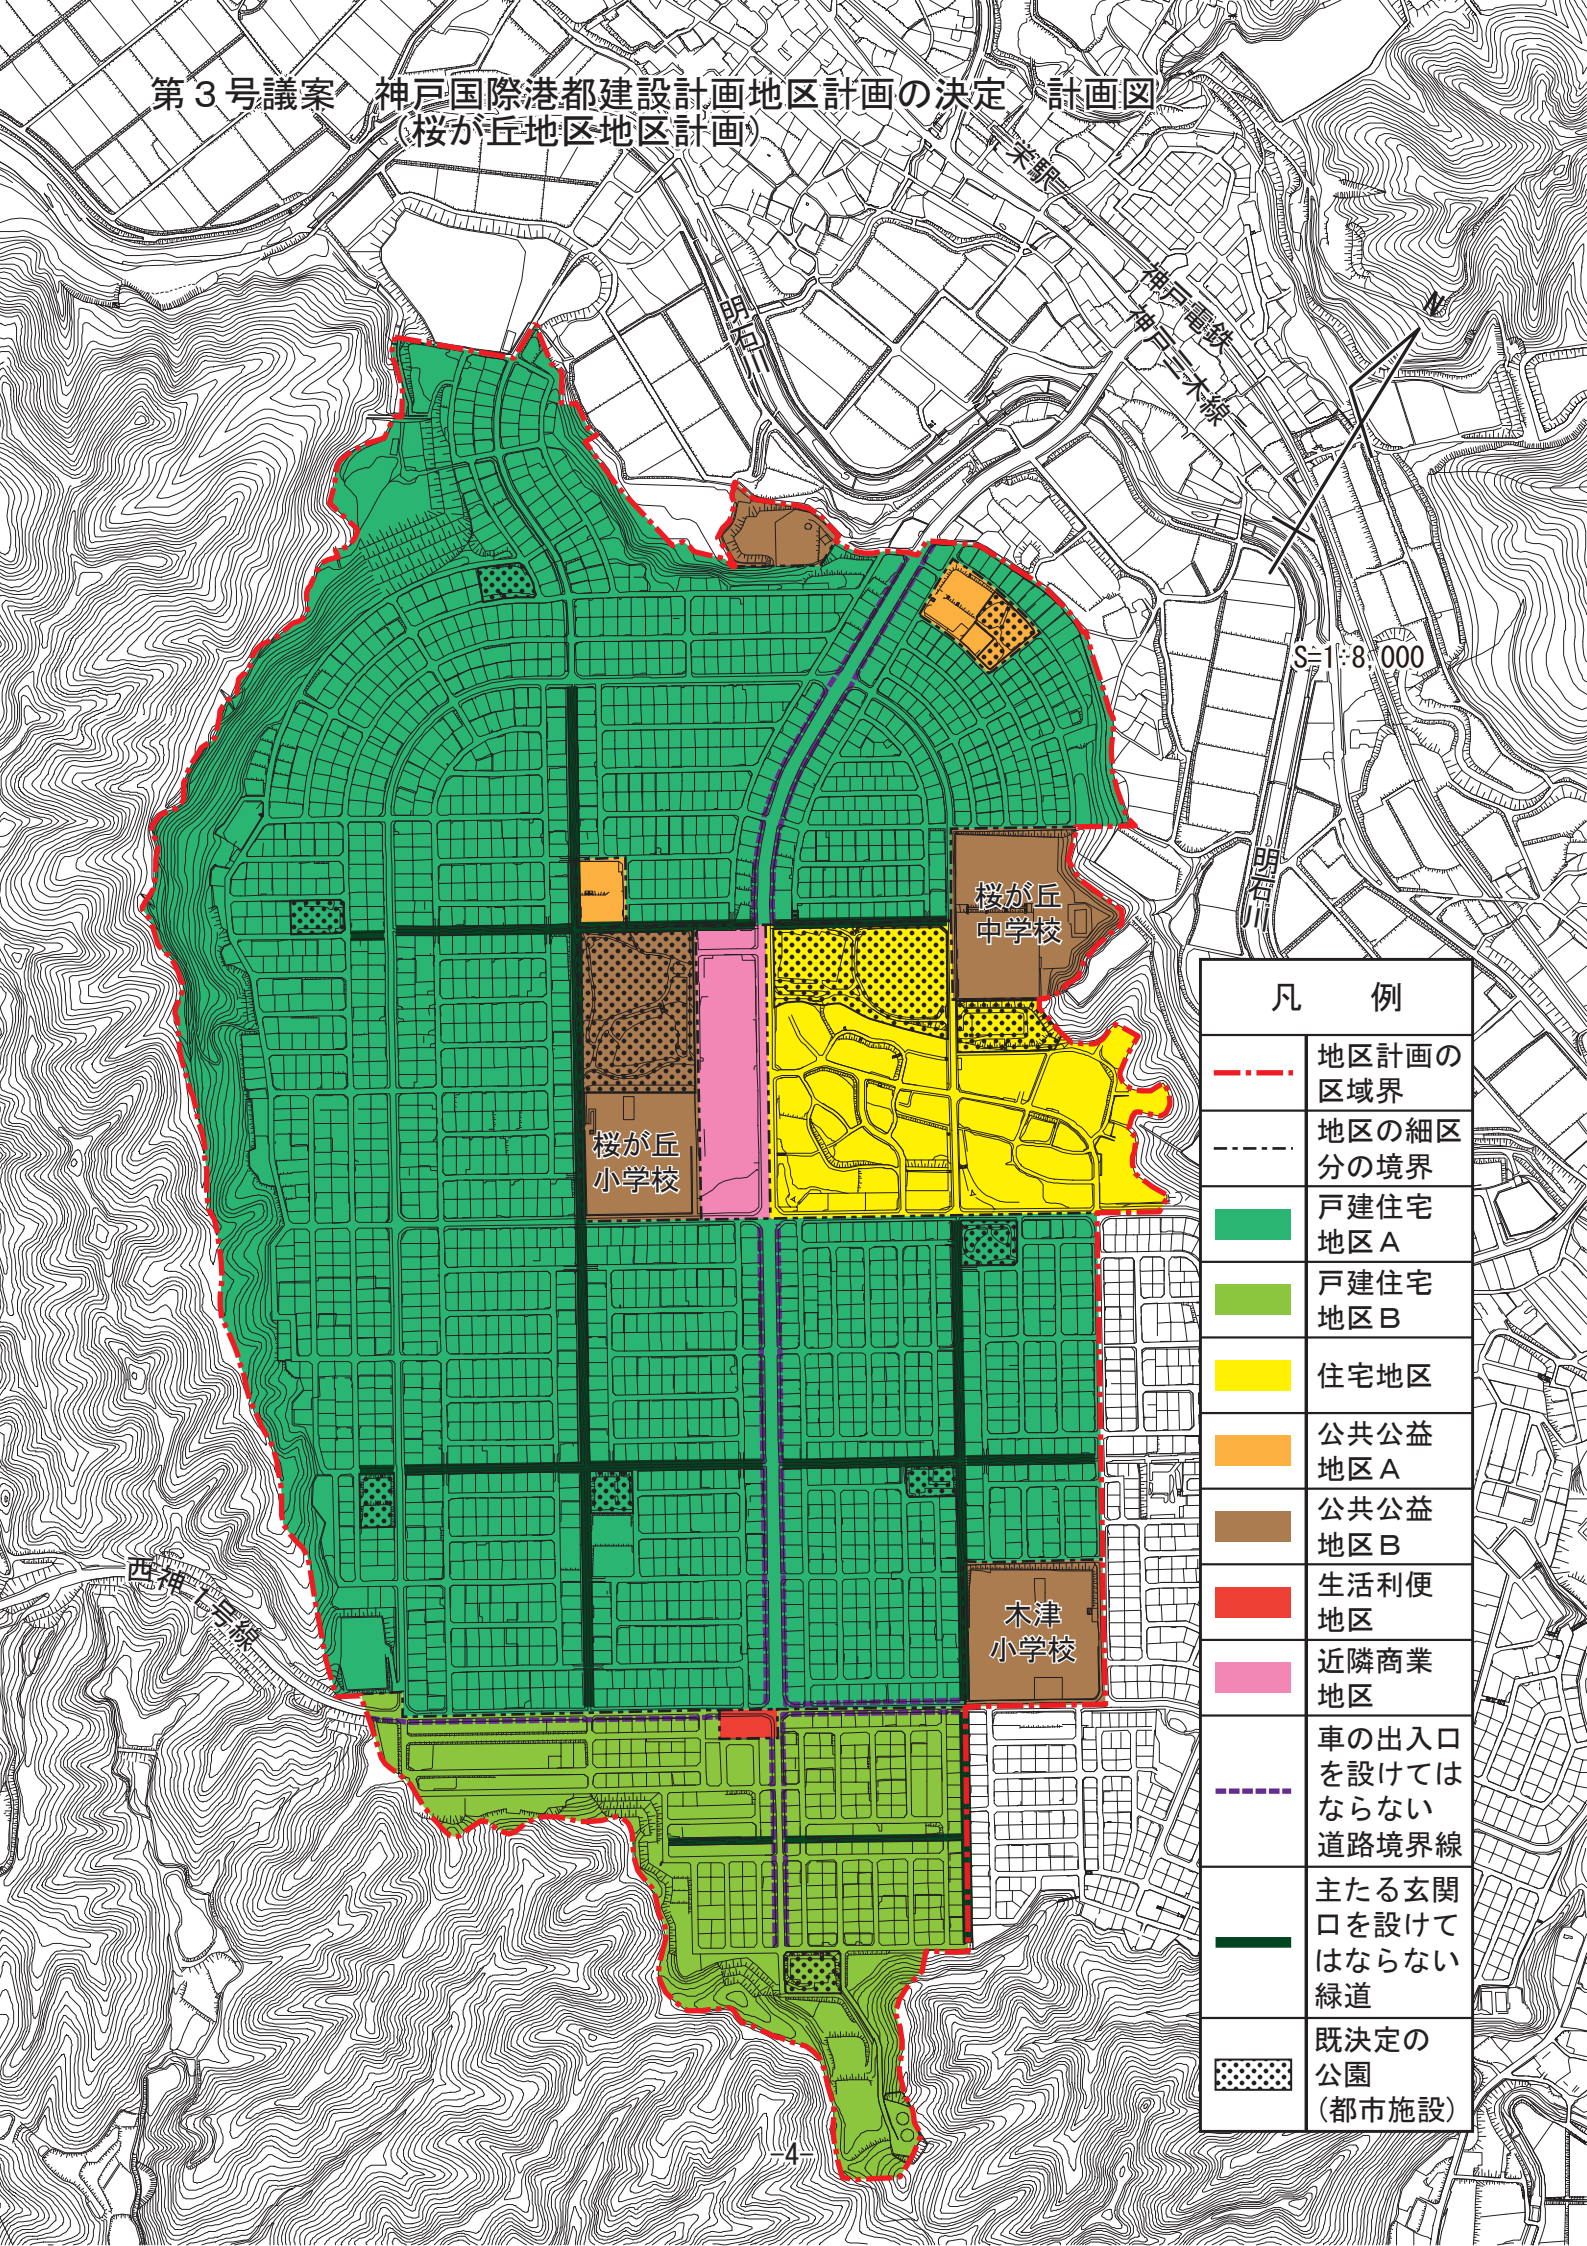 第３号議案　神戸国際港都建設計画地区計画の決定　計画図
（桜が丘地区地区計画）
栄駅
神戸電鉄
神戸三木線
N
明石川
S=1:8,000
明石川
桜が丘
中学校
桜が丘
小学校
木津
小学校
西神1号線
凡　例
地区計画の
区域界
地区の細区
分の境界
戸建住宅
地区Ａ
戸建住宅
地区Ｂ
住宅地区
公共公益
地区Ａ
公共公益
地区Ｂ
生活利便
地区
近隣商業
地区
車の出入口
を設けては
ならない
道路境界線
主たる玄関
口を設けて
はならない
緑道
既決定の
公園
(都市施設)
-4-